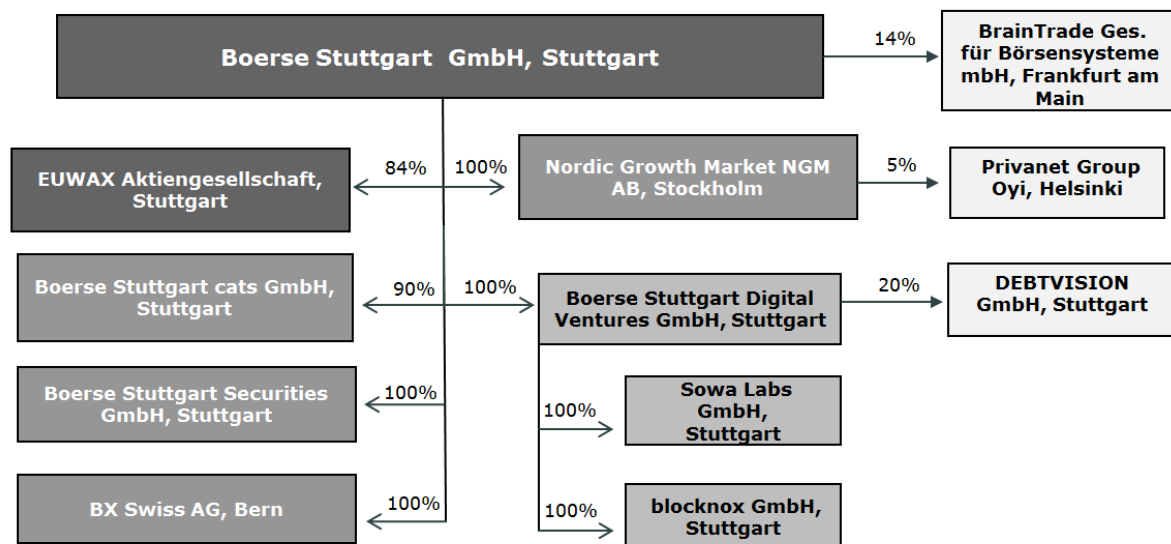 Boerse Stuttgart GmbH, Stuttgart
14%
BrainTrade Ges.
für Börsensysteme
mbH, Frankfurt am
Main
EUWAX Aktiengesellschaft,
Stuttgart
84%
100%
Nordic Growth Market NGM
AB, Stockholm
5%
Privanet Group
Oyi, Helsinki
Boerse Stuttgart cats GmbH,
Stuttgart
90%
100%
Boerse Stuttgart Digital
Ventures GmbH, Stuttgart
20%
DEBTVISION
GmbH, Stuttgart
Boerse Stuttgart Securities
GmbH, Stuttgart
100%
100%
Sowa Labs
GmbH,
Stuttgart
BX Swiss AG, Bern
100%
100%
blocknox GmbH,
Stuttgart